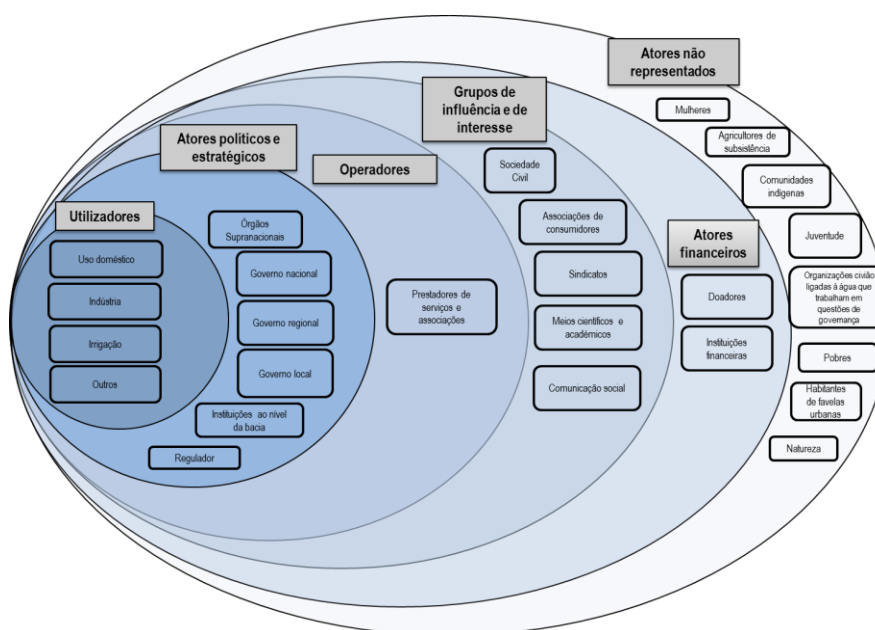 Atores não
representados
Mulheres
Agricultores de
subsistência
Comunidades
indigenas
Juventude
Organizações civião
ligadas à água que
trabalham em
questões de
governança
Pobres
Habitantes
de favelas
urbanas
Natureza
Grupos de
influência e de
interesse
Sociedade
Civil
Associações de
consumidores
Sindicatos
Meios científicos e
académicos
Comunicação social
Atores
financeiros
Doadores
Instituições
financeiras
Operadores
Prestadores de
serviços e
associações
Atores políticos e
estratégicos
Órgãos
Supranacionais
Governo nacional
Governo regional
Governo local
Instituições ao nível
da bacia
Regulador
Utilizadores
Uso doméstico
Indústria
Irrigação
Outros